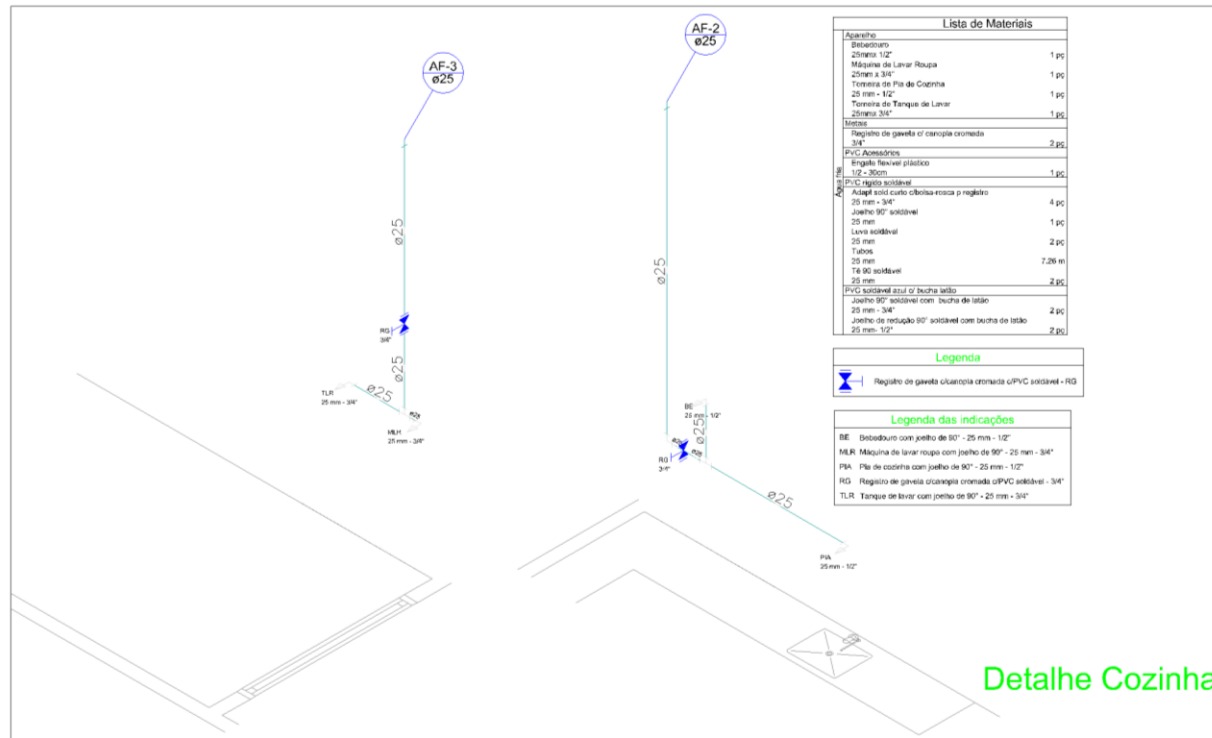 AF-3
ø25
AF-2
ø25
ø25
RG
3/4"
ø25
TLR
25 mm - 3/4"
ø25
ø25
MLR
25 mm - 3/4"
ø25
BE
25 mm - 1/2"
ø25
ø25
RG
3/4"
ø25
ø25
PIA
25 mm - 1/2"
Lista de Materiais
Água fria
Aparelho
Bebedouro
25mmx 1/2" 1 pç
Máquina de Lavar Roupa
25mm x 3/4" 1 pç
Torneira de Pia de Cozinha
25 mm - 1/2" 1 pç
Torneira de Tanque de Lavar
25mmx 3/4" 1 pç
Metais
Registro de gaveta c/ canopla cromada
3/4" 2 pç
PVC Acessórios
Engate flexível plástico
1/2 - 30cm 1 pç
PVC rígido soldável
Adapt sold.curto c/bolsa-rosca p registro
25 mm - 3/4" 4 pç
Joelho 90° soldável
25 mm 1 pç
Luva soldável
25 mm 2 pç
Tubos
25 mm 7.26 m
Tê 90 soldável
25 mm 2 pç
PVC soldável azul c/ bucha latão
Joelho 90° soldável com bucha de latão
25 mm - 3/4" 2 pç
Joelho de redução 90° soldável com bucha de latão
25 mm- 1/2" 2 pç
Legenda
Registro de gaveta c/canopla cromada c/PVC soldável - RG
Legenda das indicações
BE Bebedouro com joelho de 90° - 25 mm - 1/2"
MLR Máquina de lavar roupa com joelho de 90° - 25 mm - 3/4"
PIA Pia de cozinha com joelho de 90° - 25 mm - 1/2"
RG Registro de gaveta c/canopla cromada c/PVC soldável - 3/4"
TLR Tanque de lavar com joelho de 90° - 25 mm - 3/4"
Detalhe Cozinha